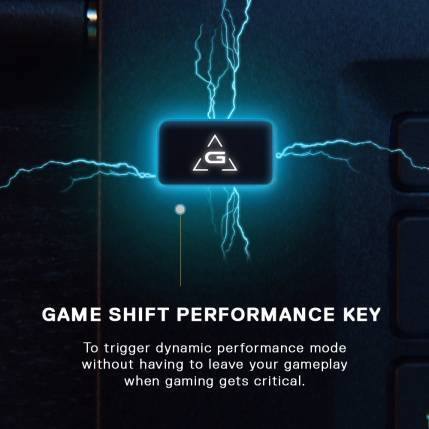 G
GAME SHIFT PERFORMANCE KEY
To trigger dynamic performance mode
without having to leave your gameplay
when gaming gets critical.